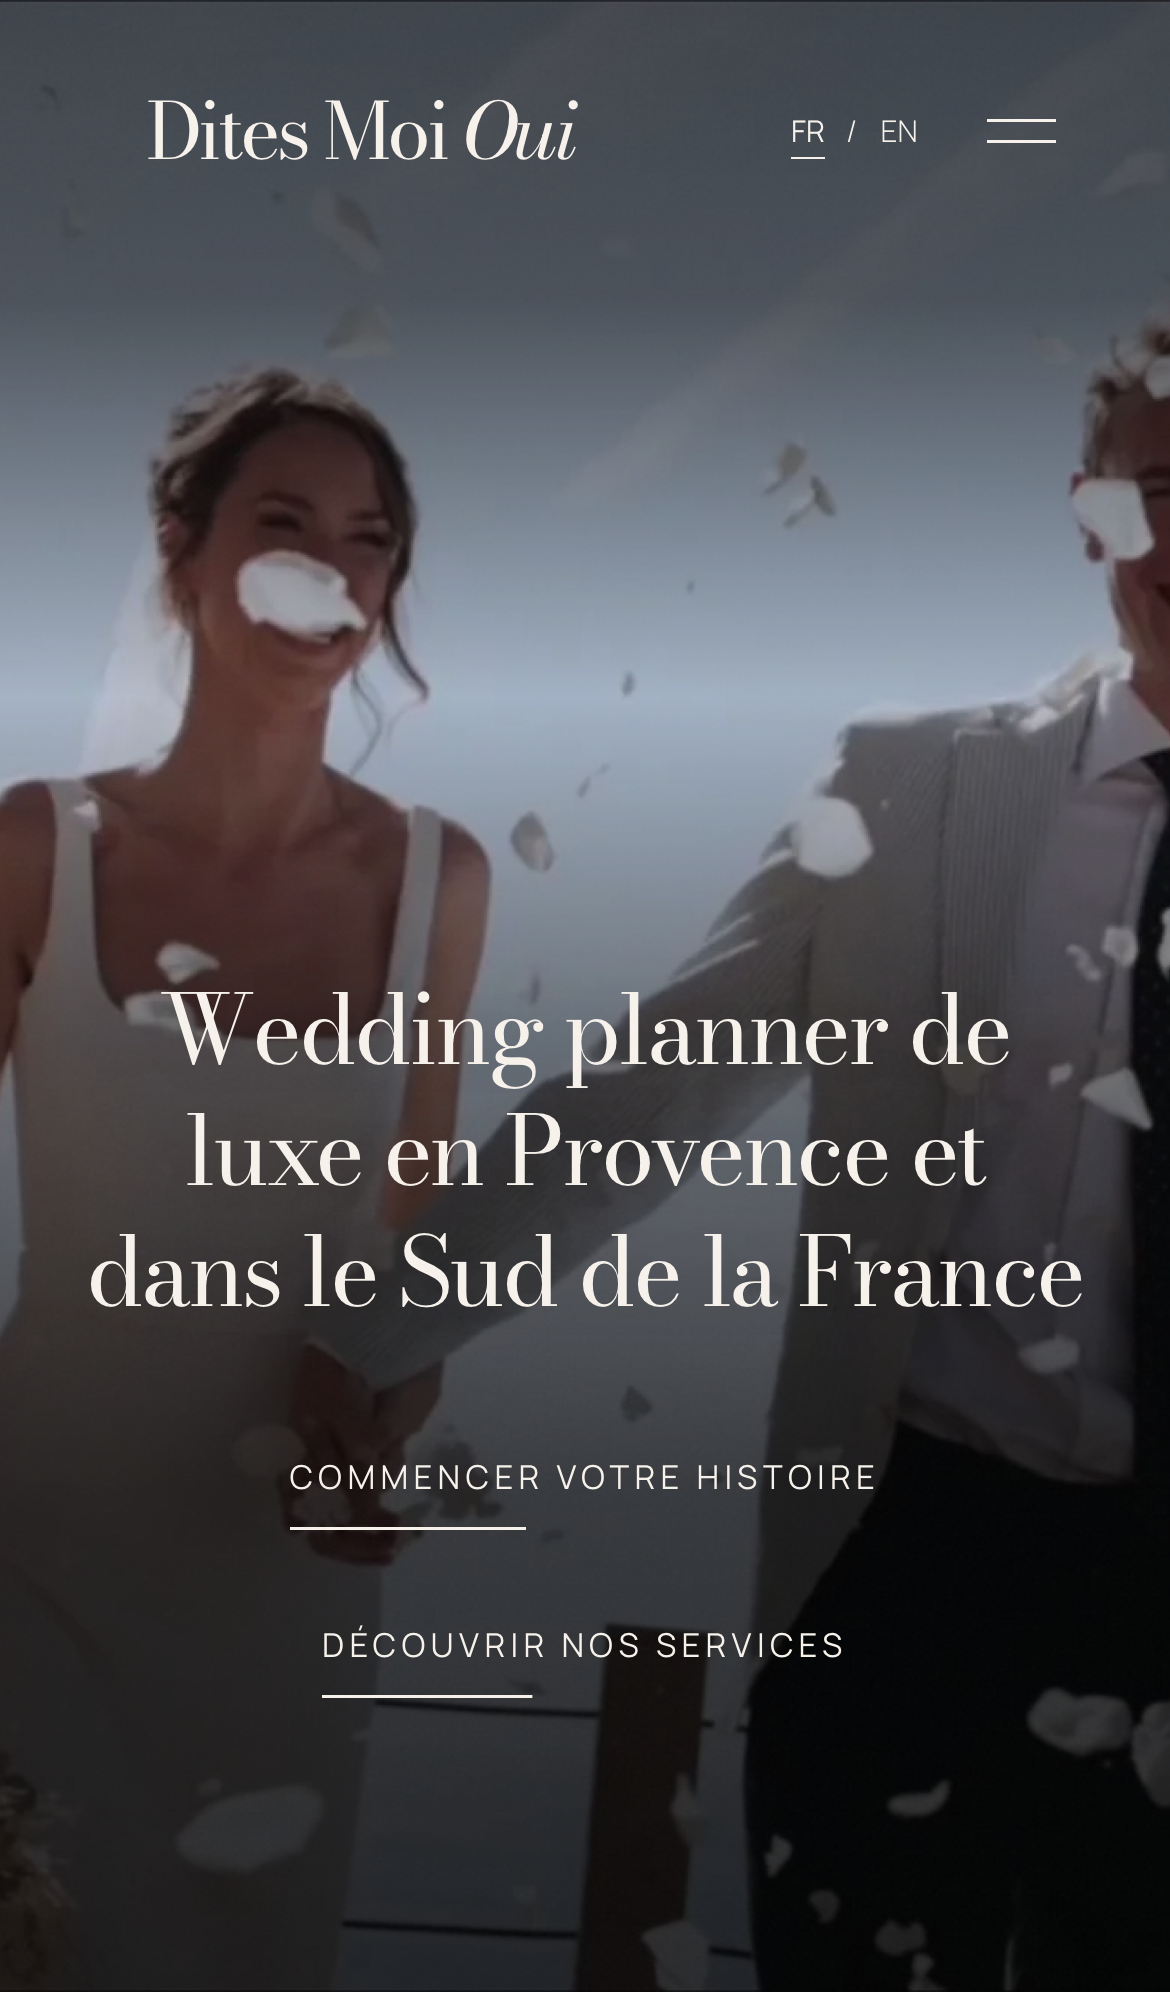 Dites Moi Oui
FR / EN
Wedding planner de
luxe en Provence et
dans le Sud de la France
COMMENCER VOTRE HISTOIRE
DÉCOUVRIR NOS SERVICES